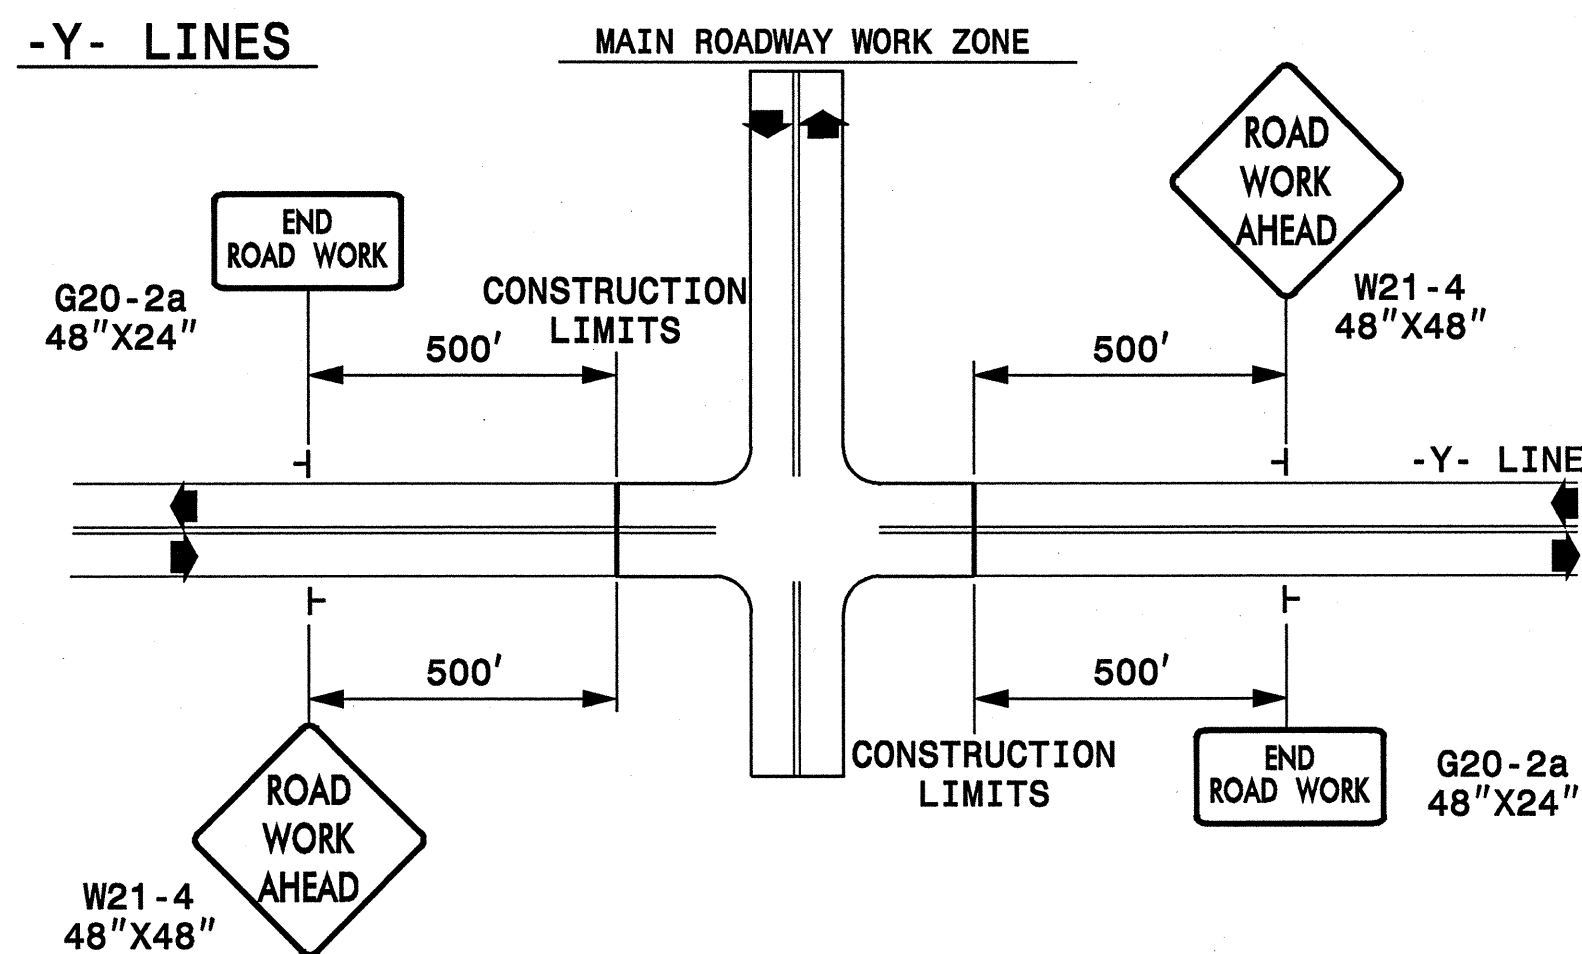 -Y- LINES
MAIN ROADWAY WORK ZONE
ROAD
WORK
AHEAD
END
ROAD WORK
G20-2a
48"X24"
CONSTRUCTION
LIMITS
W21-4
48"X48"
500'
500'
-Y- LINE
500'
500'
CONSTRUCTION
LIMITS
END
ROAD WORK
G20-2a
48"X24"
ROAD
WORK
AHEAD
W21-4
48"X48"